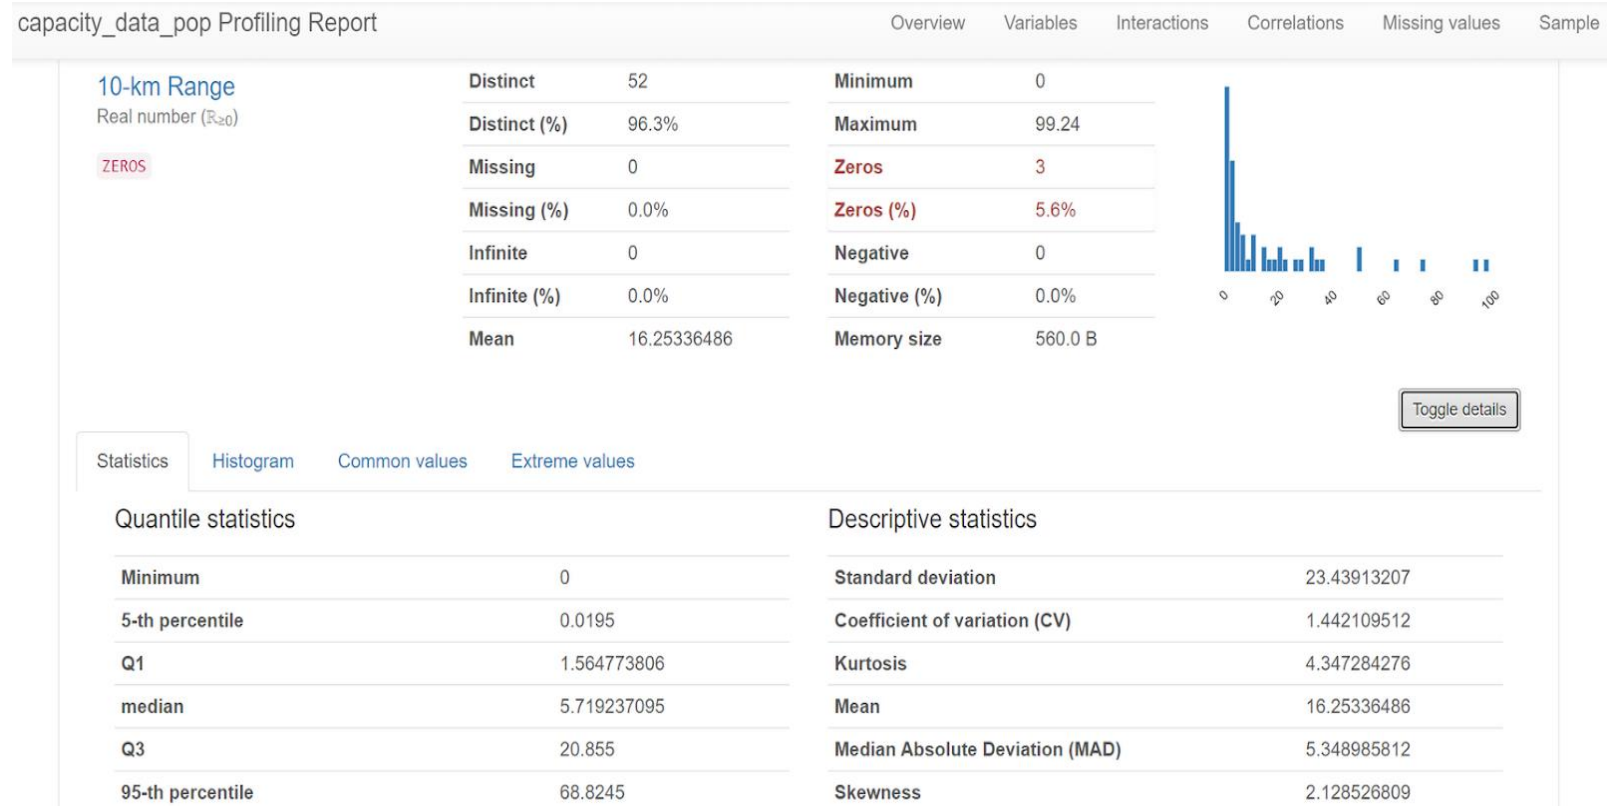 capacity_data_pop Profiling Report
Overview Variables Interactions Correlations Missing values Sample
10-km Range
Real number (ℝ≥0)
ZEROS
Distinct 52
Distinct (%) 96.3%
Missing 0
Missing (%) 0.0%
Infinite 0
Infinite (%) 0.0%
Mean 16.25336486
Minimum 0
Maximum 99.24
Zeros 3
Zeros (%) 5.6%
Negative 0
Negative (%) 0.0%
Memory size 560.0 B
0 20 40 60 80 100
Toggle details
Statistics Histogram Common values Extreme values
Quantile statistics
Minimum 0
5-th percentile 0.0195
Q1 1.564773806
median 5.719237095
Q3 20.855
95-th percentile 68.8245
Descriptive statistics
Standard deviation 23.43913207
Coefficient of variation (CV) 1.442109512
Kurtosis 4.347284276
Mean 16.25336486
Median Absolute Deviation (MAD) 5.348985812
Skewness 2.128526809